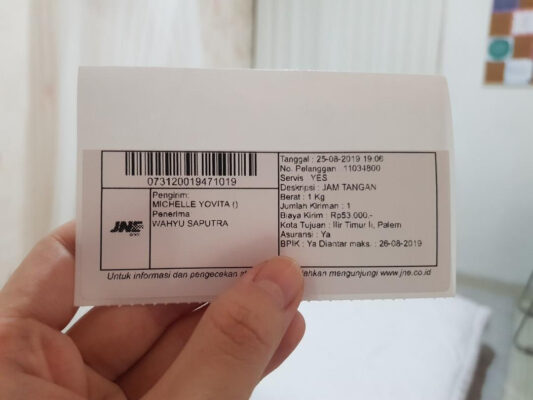 073120019471019
JNE
Pengirim:
MICHELLE YOVITA ()
Penerima
WAHYU SAPUTRA
Tanggal : 25-08-2019 19:06
No. Pelanggan : 11034800
Servis : YES
Deskripsi : JAM TANGAN
Berat : 1 Kg
Jumlah Kiriman : 1
Biaya Kirim : Rp53.000,-
Kota Tujuan : Ilir Timur Ii, Palem
Asuransi : Ya
BPIK : Ya Diantar maks. : 26-08-2019
Untuk informasi dan pengecekan mengunjungi www.jne.co.id